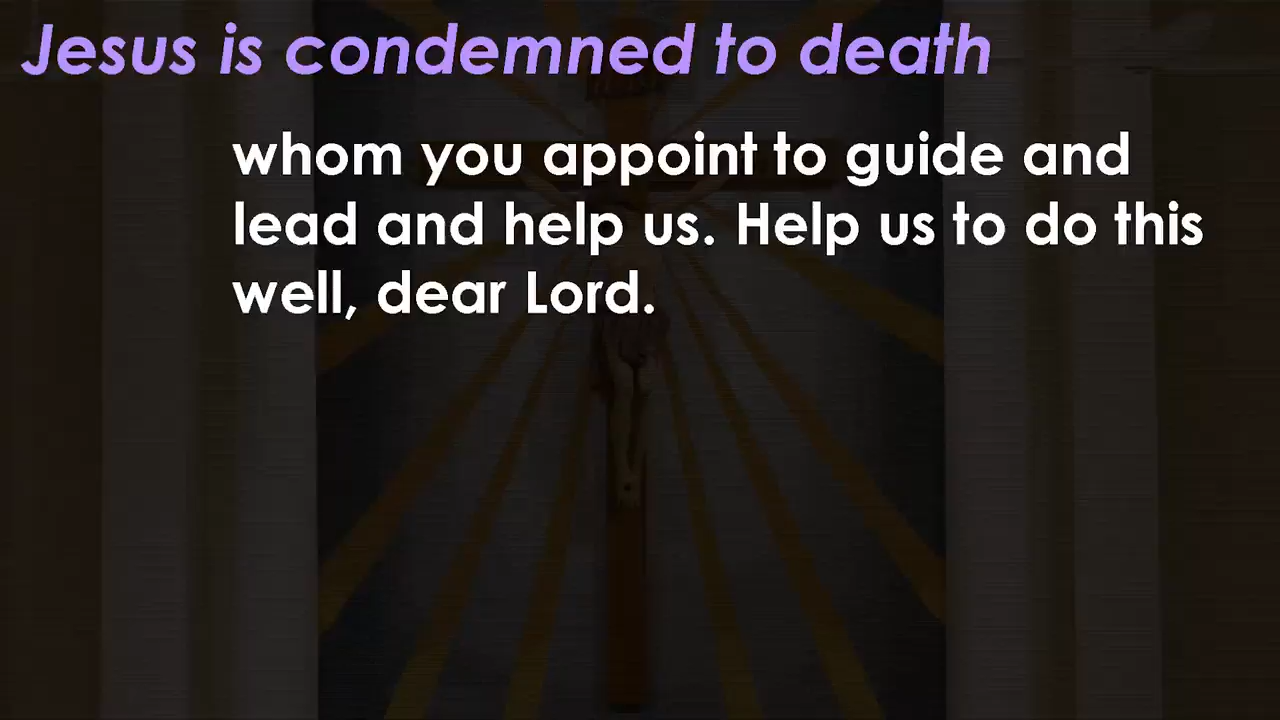 Jesus is condemned to death
whom you appoint to guide and
lead and help us. Help us to do this
well, dear Lord.